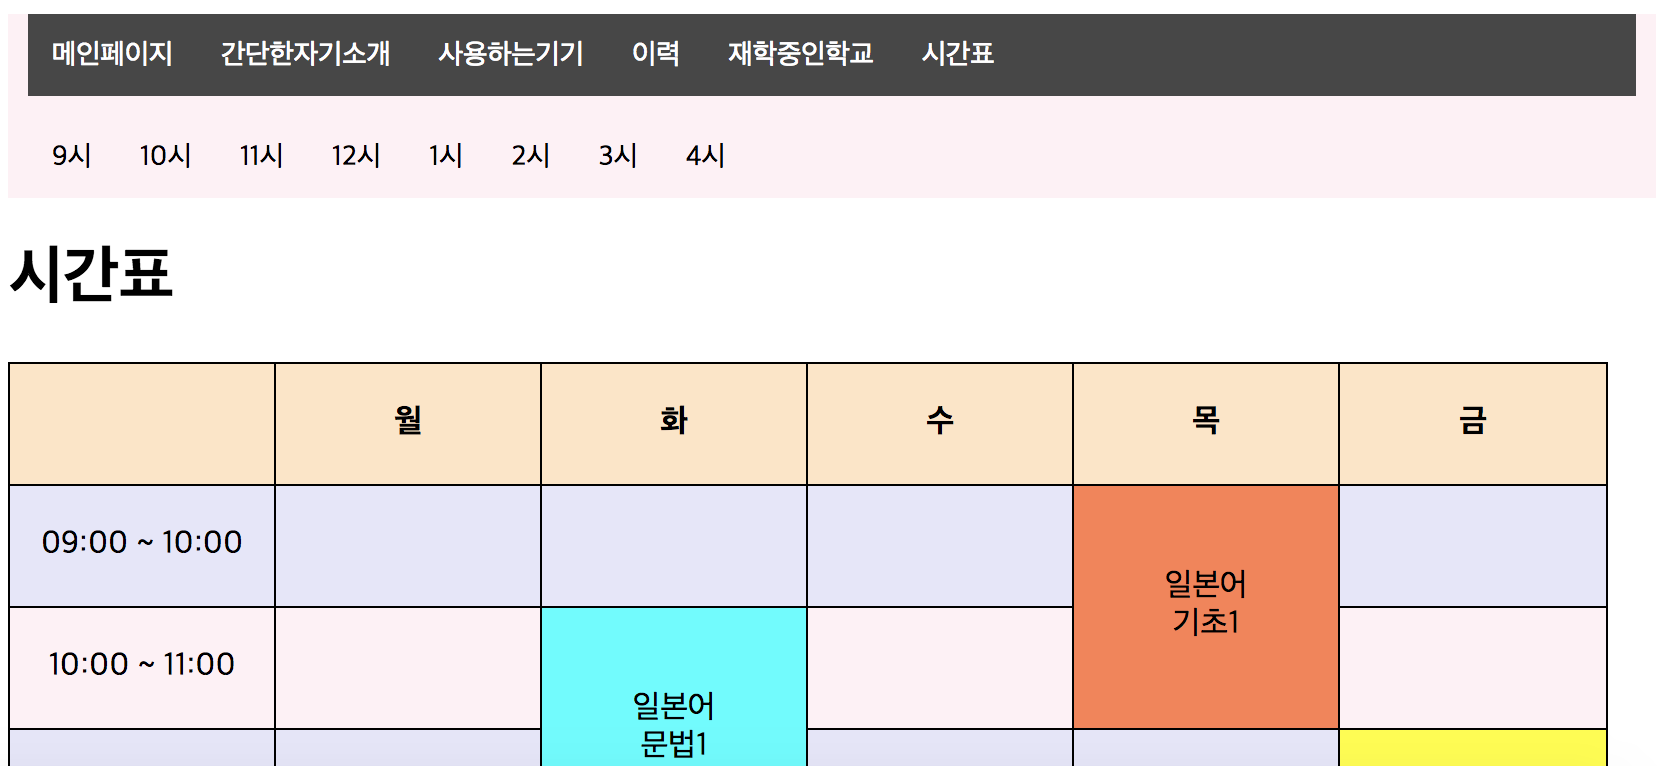 메인페이지 간단한자기소개 사용하는기기 이력 재학중인학교 시간표
9시 10시 11시 12시 1시 2시 3시 4시
시간표
월 화 수 목 금
09:00 ~ 10:00
일본어
기초1
10:00 ~ 11:00
일본어
문법1